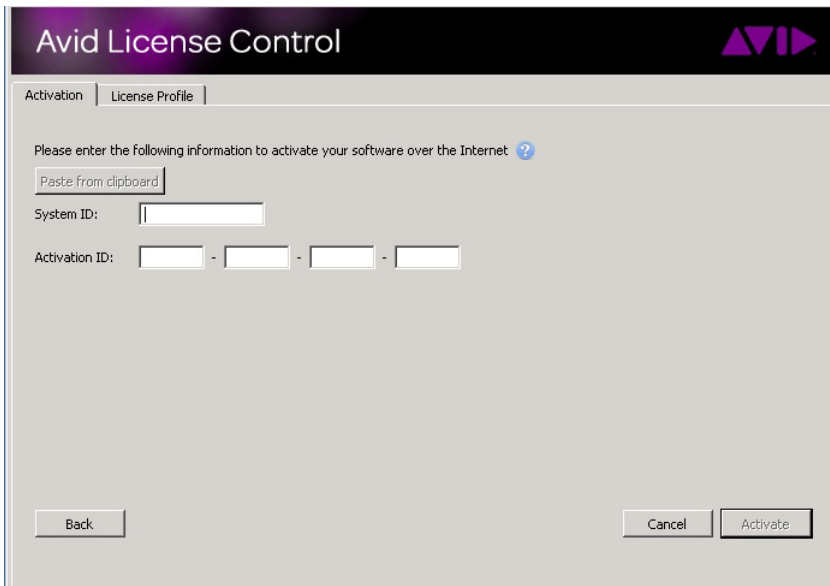 Avid License Control
AVID
Activation License Profile
Please enter the following information to activate your software over the Internet ?
Paste from clipboard
System ID:
Activation ID: - - -
Back Cancel Activate